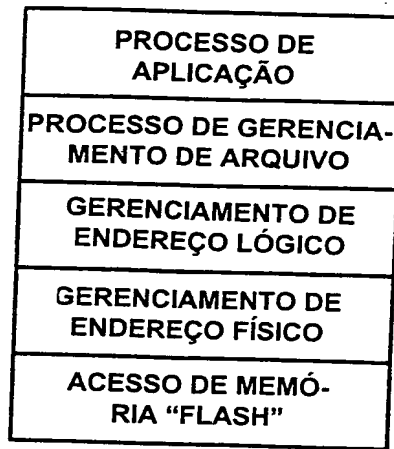 PROCESSO DE
APLICAÇÃO
PROCESSO DE GERENCIA-
MENTO DE ARQUIVO
GERENCIAMENTO DE
ENDEREÇO LÓGICO
GERENCIAMENTO DE
ENDEREÇO FÍSICO
ACESSO DE MEMÓ-
RIA “FLASH”